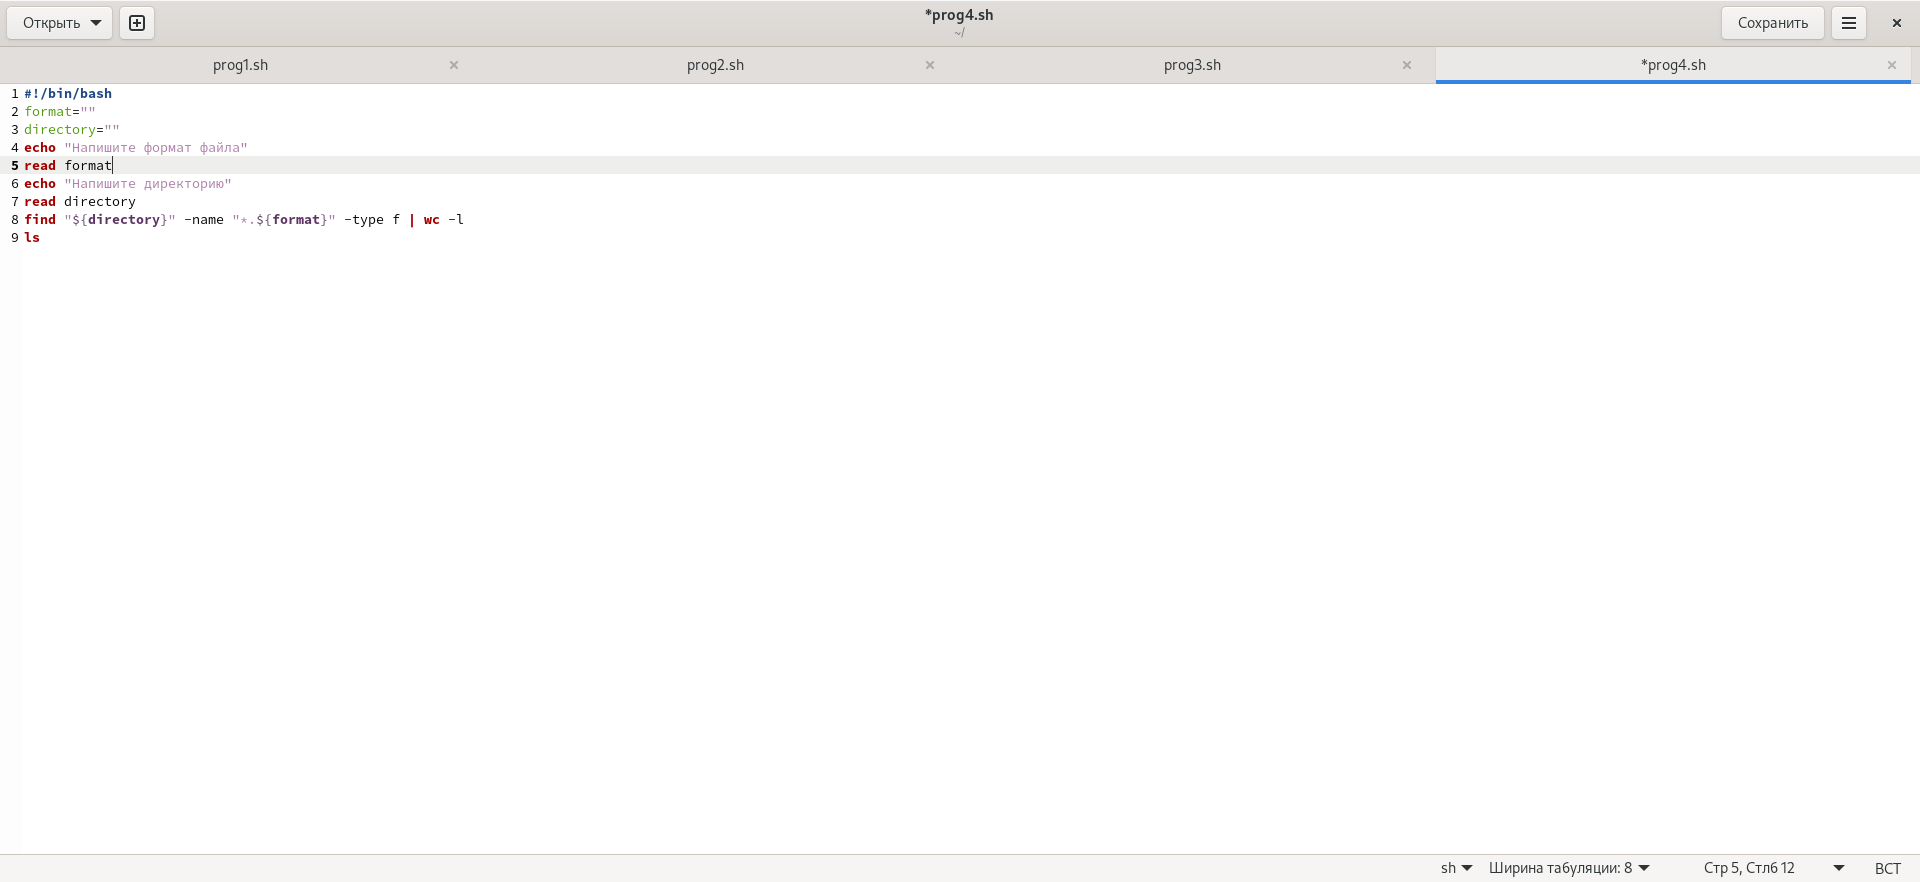 Открыть
*prog4.sh
~/
Сохранить
prog1.sh
prog2.sh
prog3.sh
*prog4.sh
1 #!/bin/bash
2 format=""
3 directory=""
4 echo "Напишите формат файла"
5 read format
6 echo "Напишите директорию"
7 read directory
8 find "${directory}" -name "*.${format}" -type f | wc -l
9 ls
sh
Ширина табуляции: 8
Стр 5, Стлб 12
ВСТ